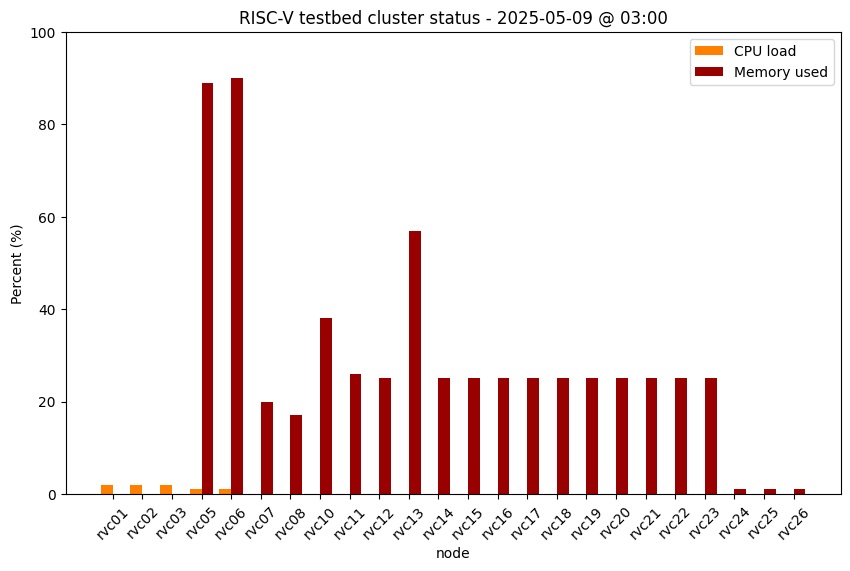 RISC-V testbed cluster status - 2025-05-09 @ 03:00
CPU load
Memory used
Percent (%)
100
80
60
40
20
0
rvc01 rvc02 rvc03 rvc05 rvc06 rvc07 rvc08 rvc10 rvc11 rvc12 rvc13 rvc14 rvc15 rvc16 rvc17 rvc18 rvc19 rvc20 rvc21 rvc22 rvc23 rvc24 rvc25 rvc26
node